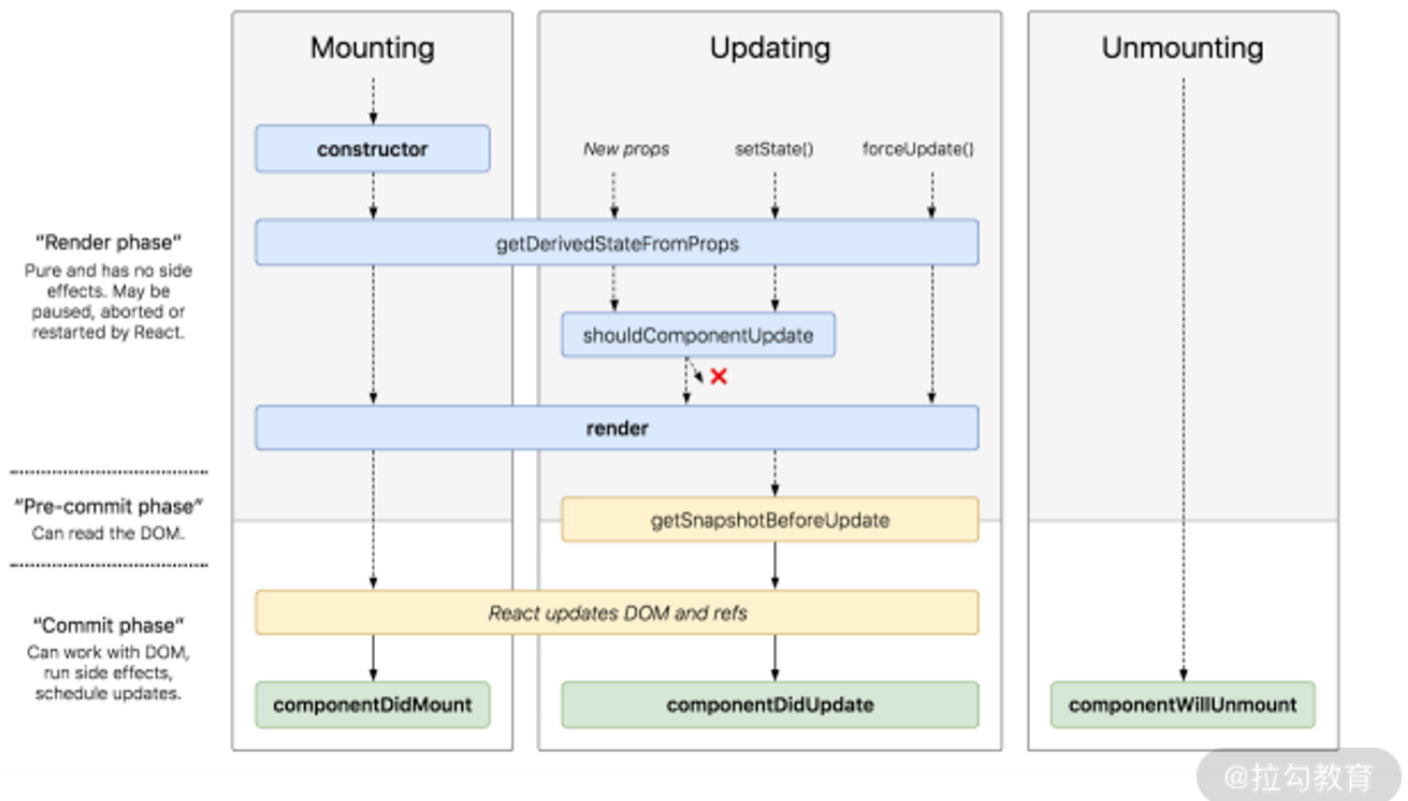 Mounting
Updating
Unmounting
constructor
New props
setState()
forceUpdate()
"Render phase"
Pure and has no side
effects. May be
paused, aborted or
restarted by React.
getDerivedStateFromProps
shouldComponentUpdate
render
"Pre-commit phase"
Can read the DOM.
getSnapshotBeforeUpdate
"Commit phase"
Can work with DOM,
run side effects,
schedule updates.
React updates DOM and refs
componentDidMount
componentDidUpdate
componentWillUnmount
@拉勾教育